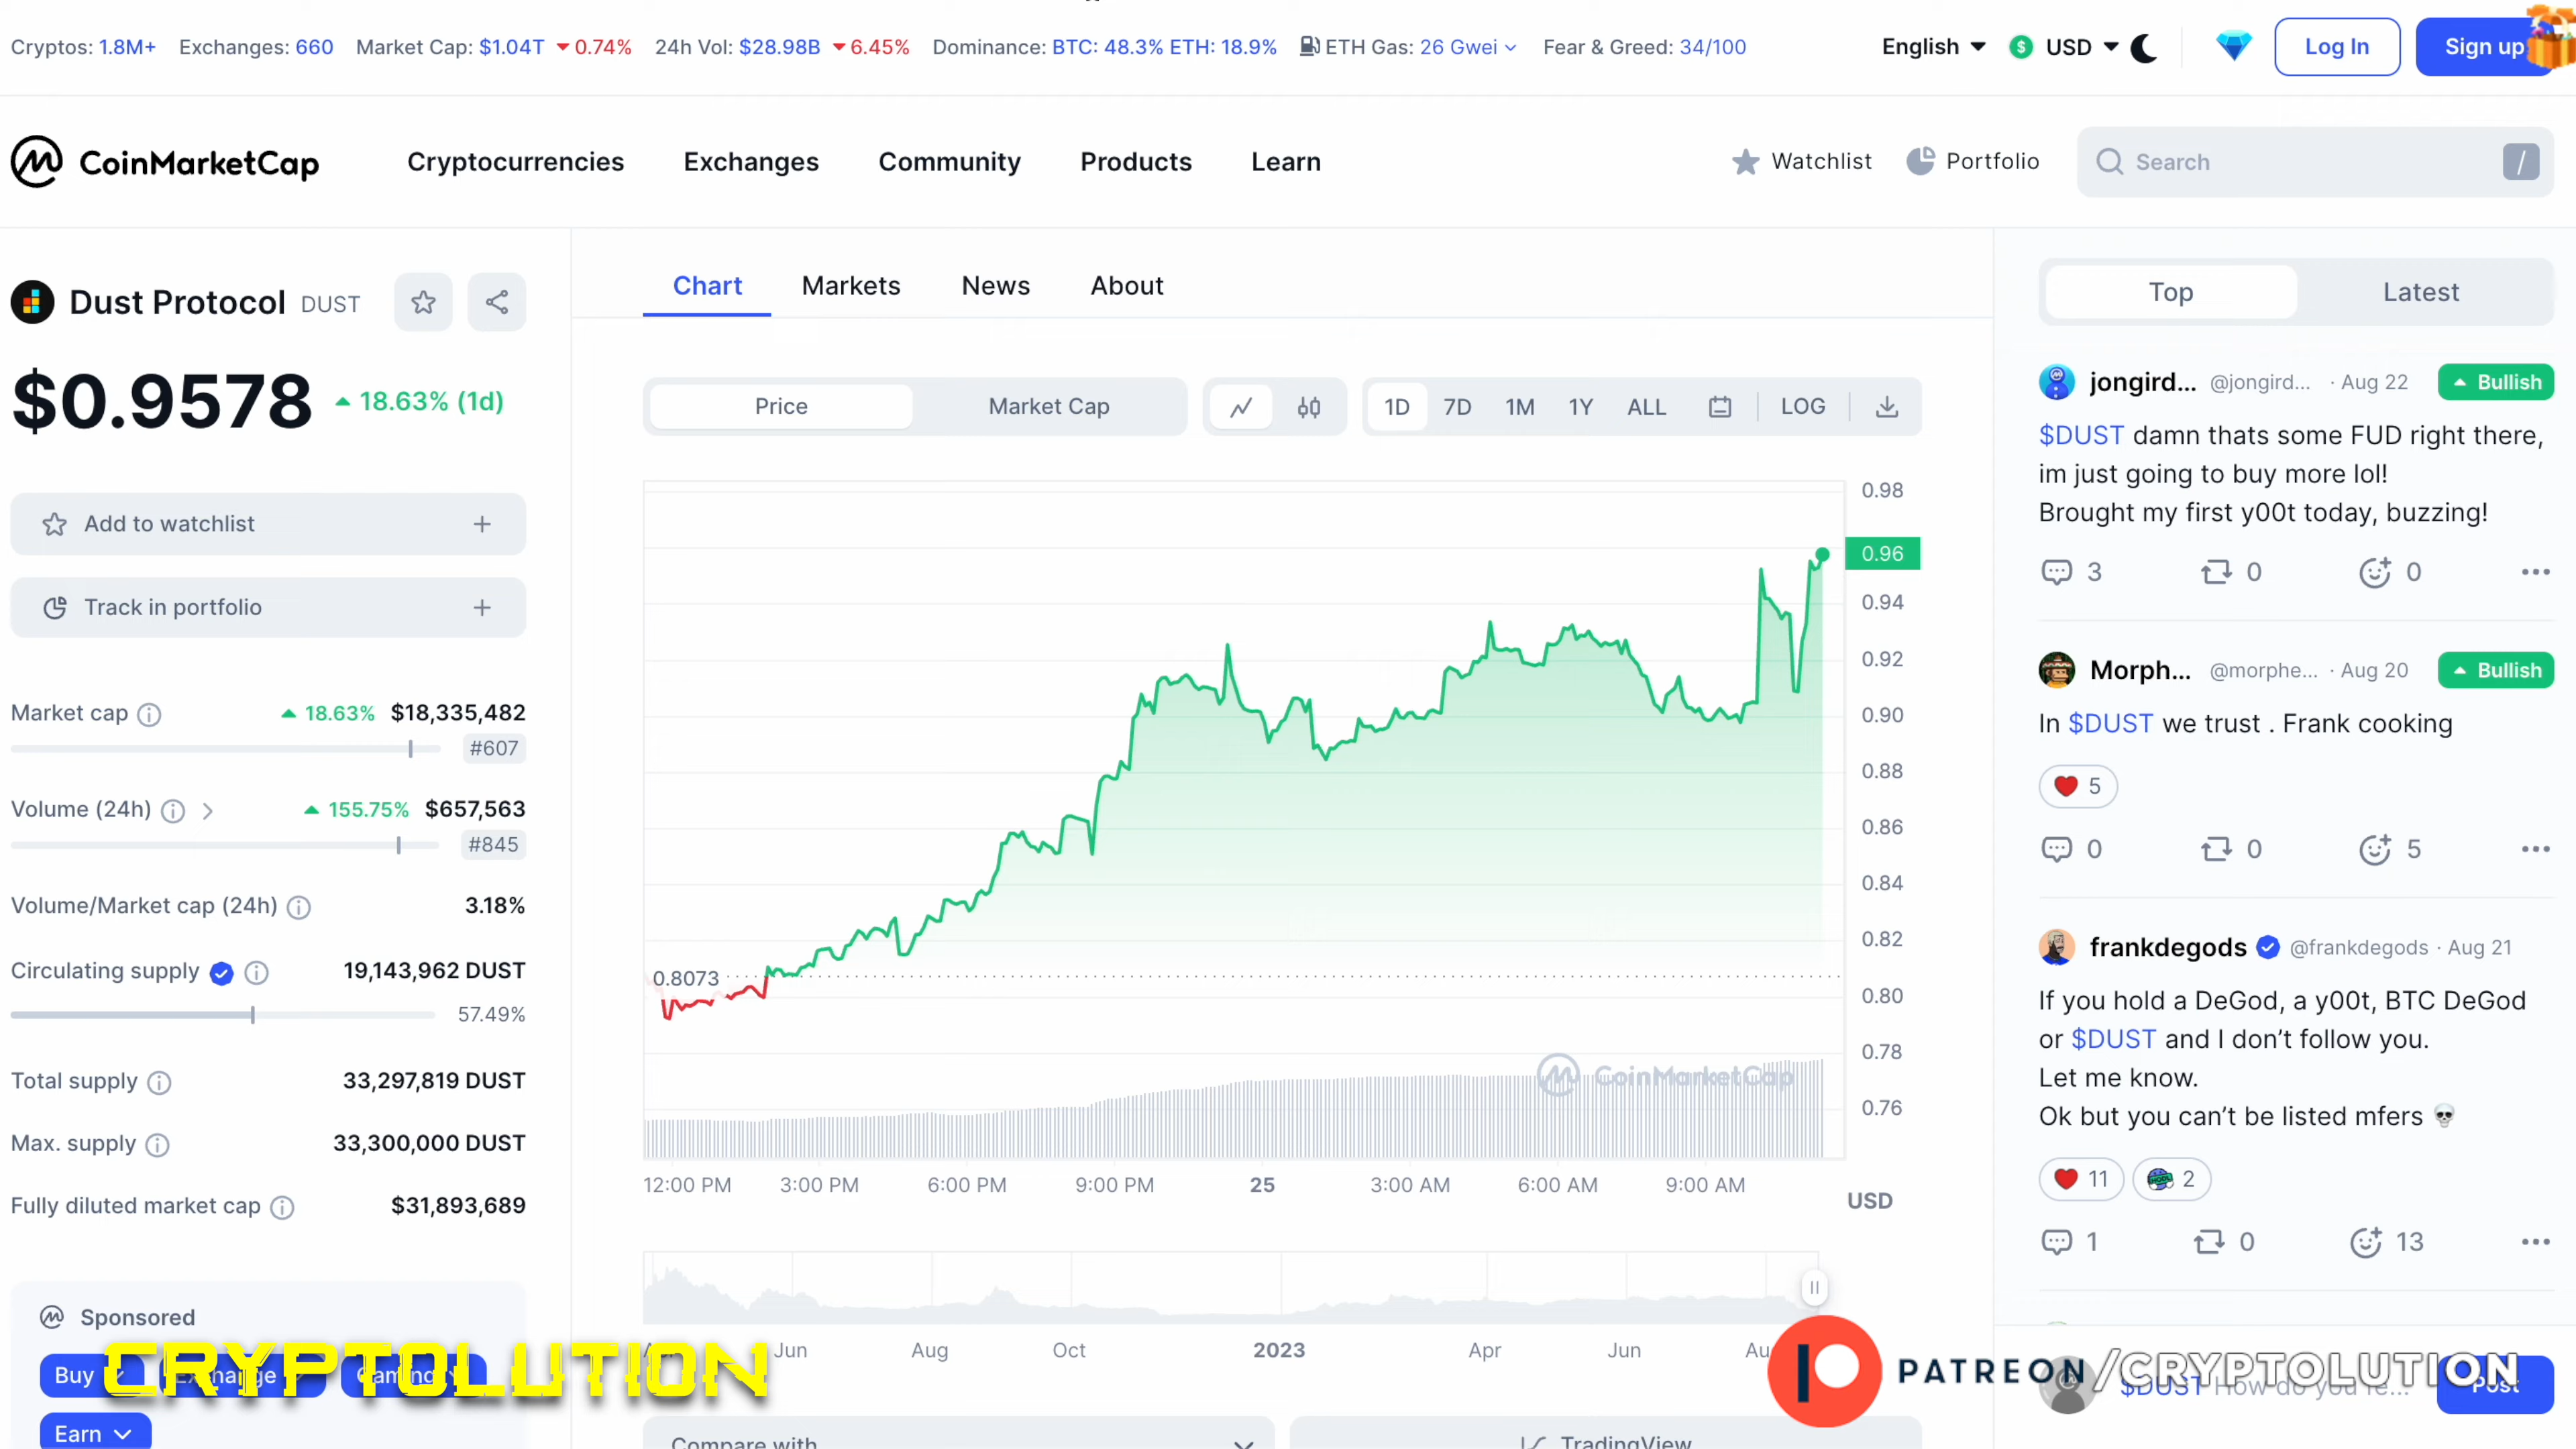 Cryptos: 1.8M+ Exchanges: 660 Market Cap: $1.04T 0.74% 24h Vol: $28.98B 6.45% Dominance: BTC: 48.3% ETH: 18.9% ETH Gas: 26 Gwei Fear & Greed: 34/100 English USD Log In Sign up
CoinMarketCap Cryptocurrencies Exchanges Community Products Learn Watchlist Portfolio Search /
Dust Protocol DUST
$0.9578 18.63% (1d)
Add to watchlist
Track in portfolio
Market cap 18.63% $18,335,482
#607
Volume (24h) 155.75% $657,563
#845
Volume/Market cap (24h) 3.18%
Circulating supply 19,143,962 DUST
57.49%
Total supply 33,297,819 DUST
Max. supply 33,300,000 DUST
Fully diluted market cap $31,893,689
Sponsored
Buy Exchange Gaming
Earn
CRYPTOLUTION
Chart Markets News About
Price Market Cap 1D 7D 1M 1Y ALL LOG
0.98
0.96
0.94
0.92
0.90
0.88
0.86
0.84
0.82
0.80
0.78
0.76
0.8073
CoinMarketCap
12:00 PM 3:00 PM 6:00 PM 9:00 PM 25 3:00 AM 6:00 AM 9:00 AM
USD
Jun Aug Oct 2023 Apr Jun
Compare with TradingView
Top Latest
jongird... @jongird... · Aug 22 Bullish
$DUST damn thats some FUD right there,
im just going to buy more lol!
Brought my first y00t today, buzzing!
3 0 0
Morph... @morphe... · Aug 20 Bullish
In $DUST we trust . Frank cooking
5
0 0 5
frankdegods @frankdegods · Aug 21
If you hold a DeGod, a y00t, BTC DeGod
or $DUST and I don’t follow you.
Let me know.
Ok but you can’t be listed mfers
11 2
1 0 13
PATREON/CRYPTOLUTION
$DUST How do you fe...
Post